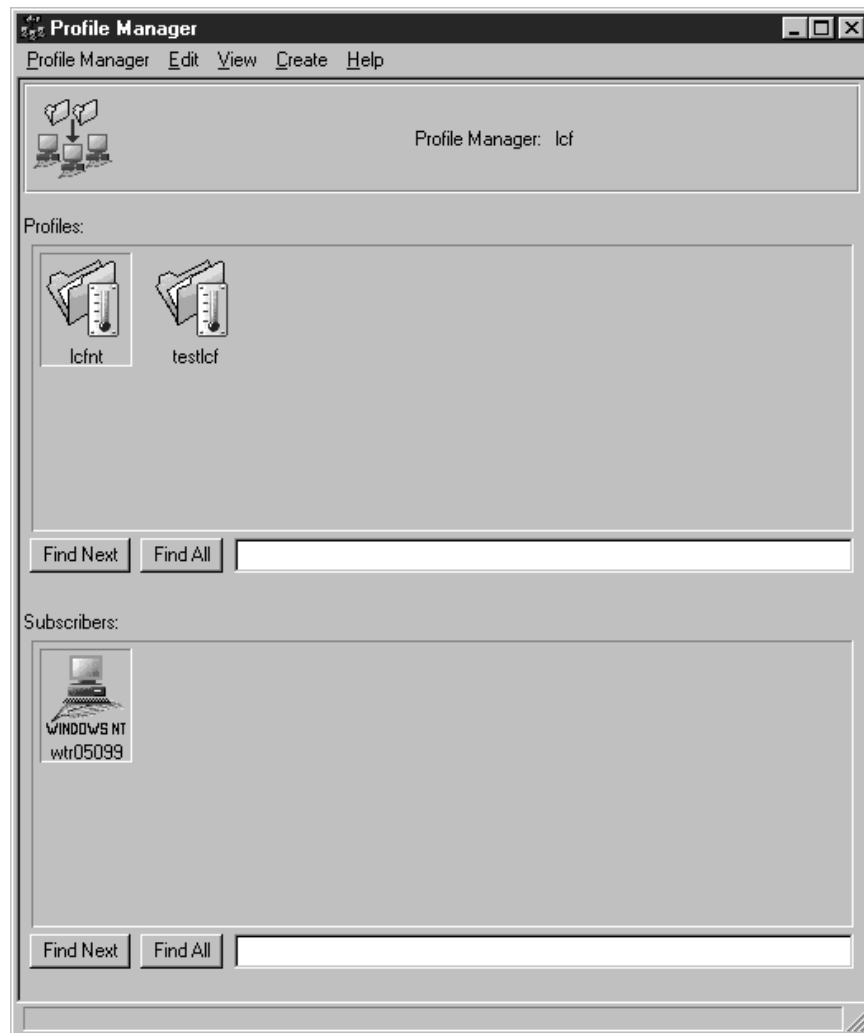 Profile Manager
Profile Manager Edit View Create Help
Profile Manager: lcf
Profiles:
lcfnt testlcf
Find Next Find All
Subscribers:
WINDOWS NT
wtr05099
Find Next Find All